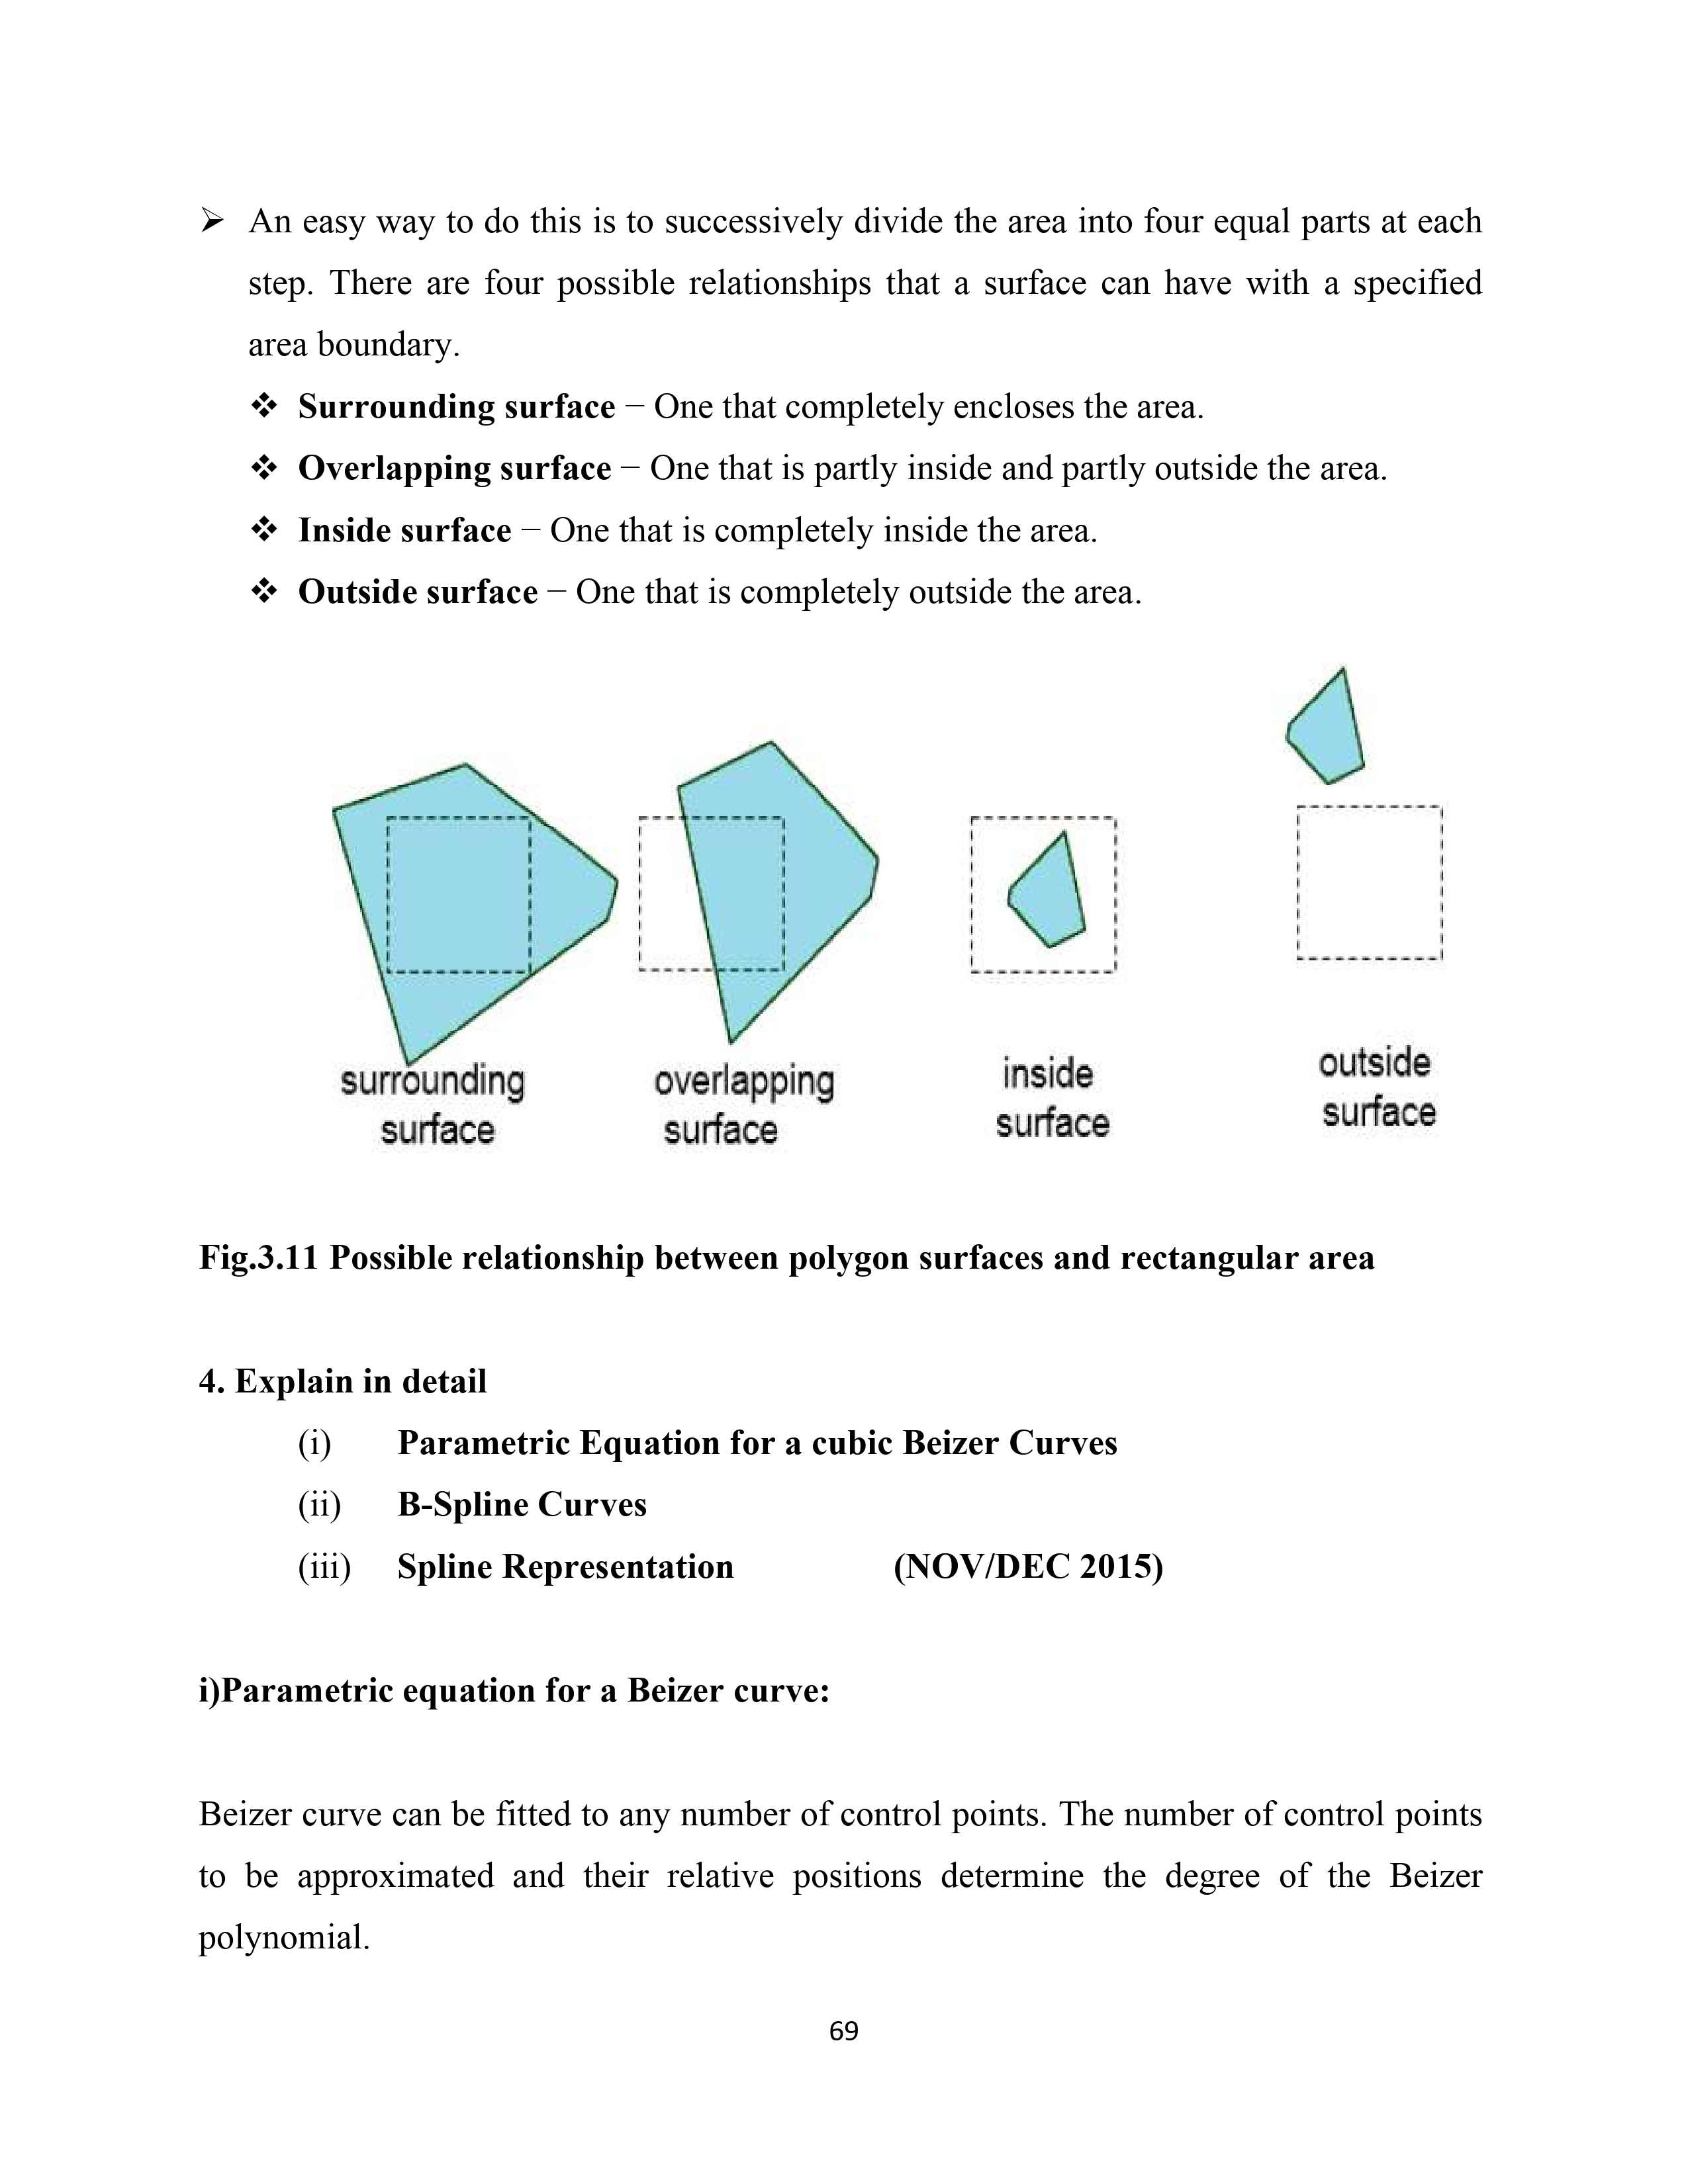 ➢ An easy way to do this is to successively divide the area into four equal parts at each
step. There are four possible relationships that a surface can have with a specified
area boundary.
❖ Surrounding surface − One that completely encloses the area.
❖ Overlapping surface − One that is partly inside and partly outside the area.
❖ Inside surface − One that is completely inside the area.
❖ Outside surface − One that is completely outside the area.
surrounding
surface
overlapping
surface
inside
surface
outside
surface
Fig.3.11 Possible relationship between polygon surfaces and rectangular area
4. Explain in detail
(i) Parametric Equation for a cubic Beizer Curves
(ii) B-Spline Curves
(iii) Spline Representation (NOV/DEC 2015)
i)Parametric equation for a Beizer curve:
Beizer curve can be fitted to any number of control points. The number of control points
to be approximated and their relative positions determine the degree of the Beizer
polynomial.
69